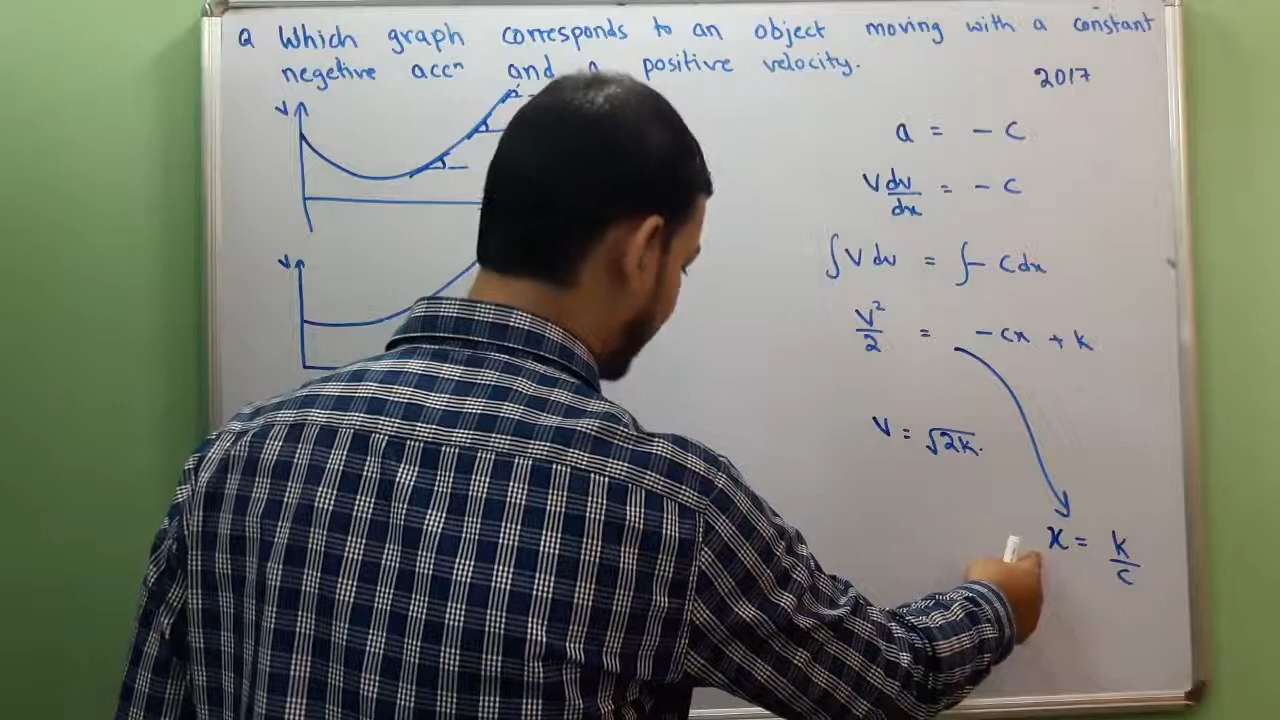 Q Which graph corresponds to an object moving with a constant
negetive accⁿ and a positive velocity.
2017
V
V
a = - C
V dv/dx = - C
∫V dv = ∫- C dx
V²/2 = - Cx + K
V = √2K.
x = K/C